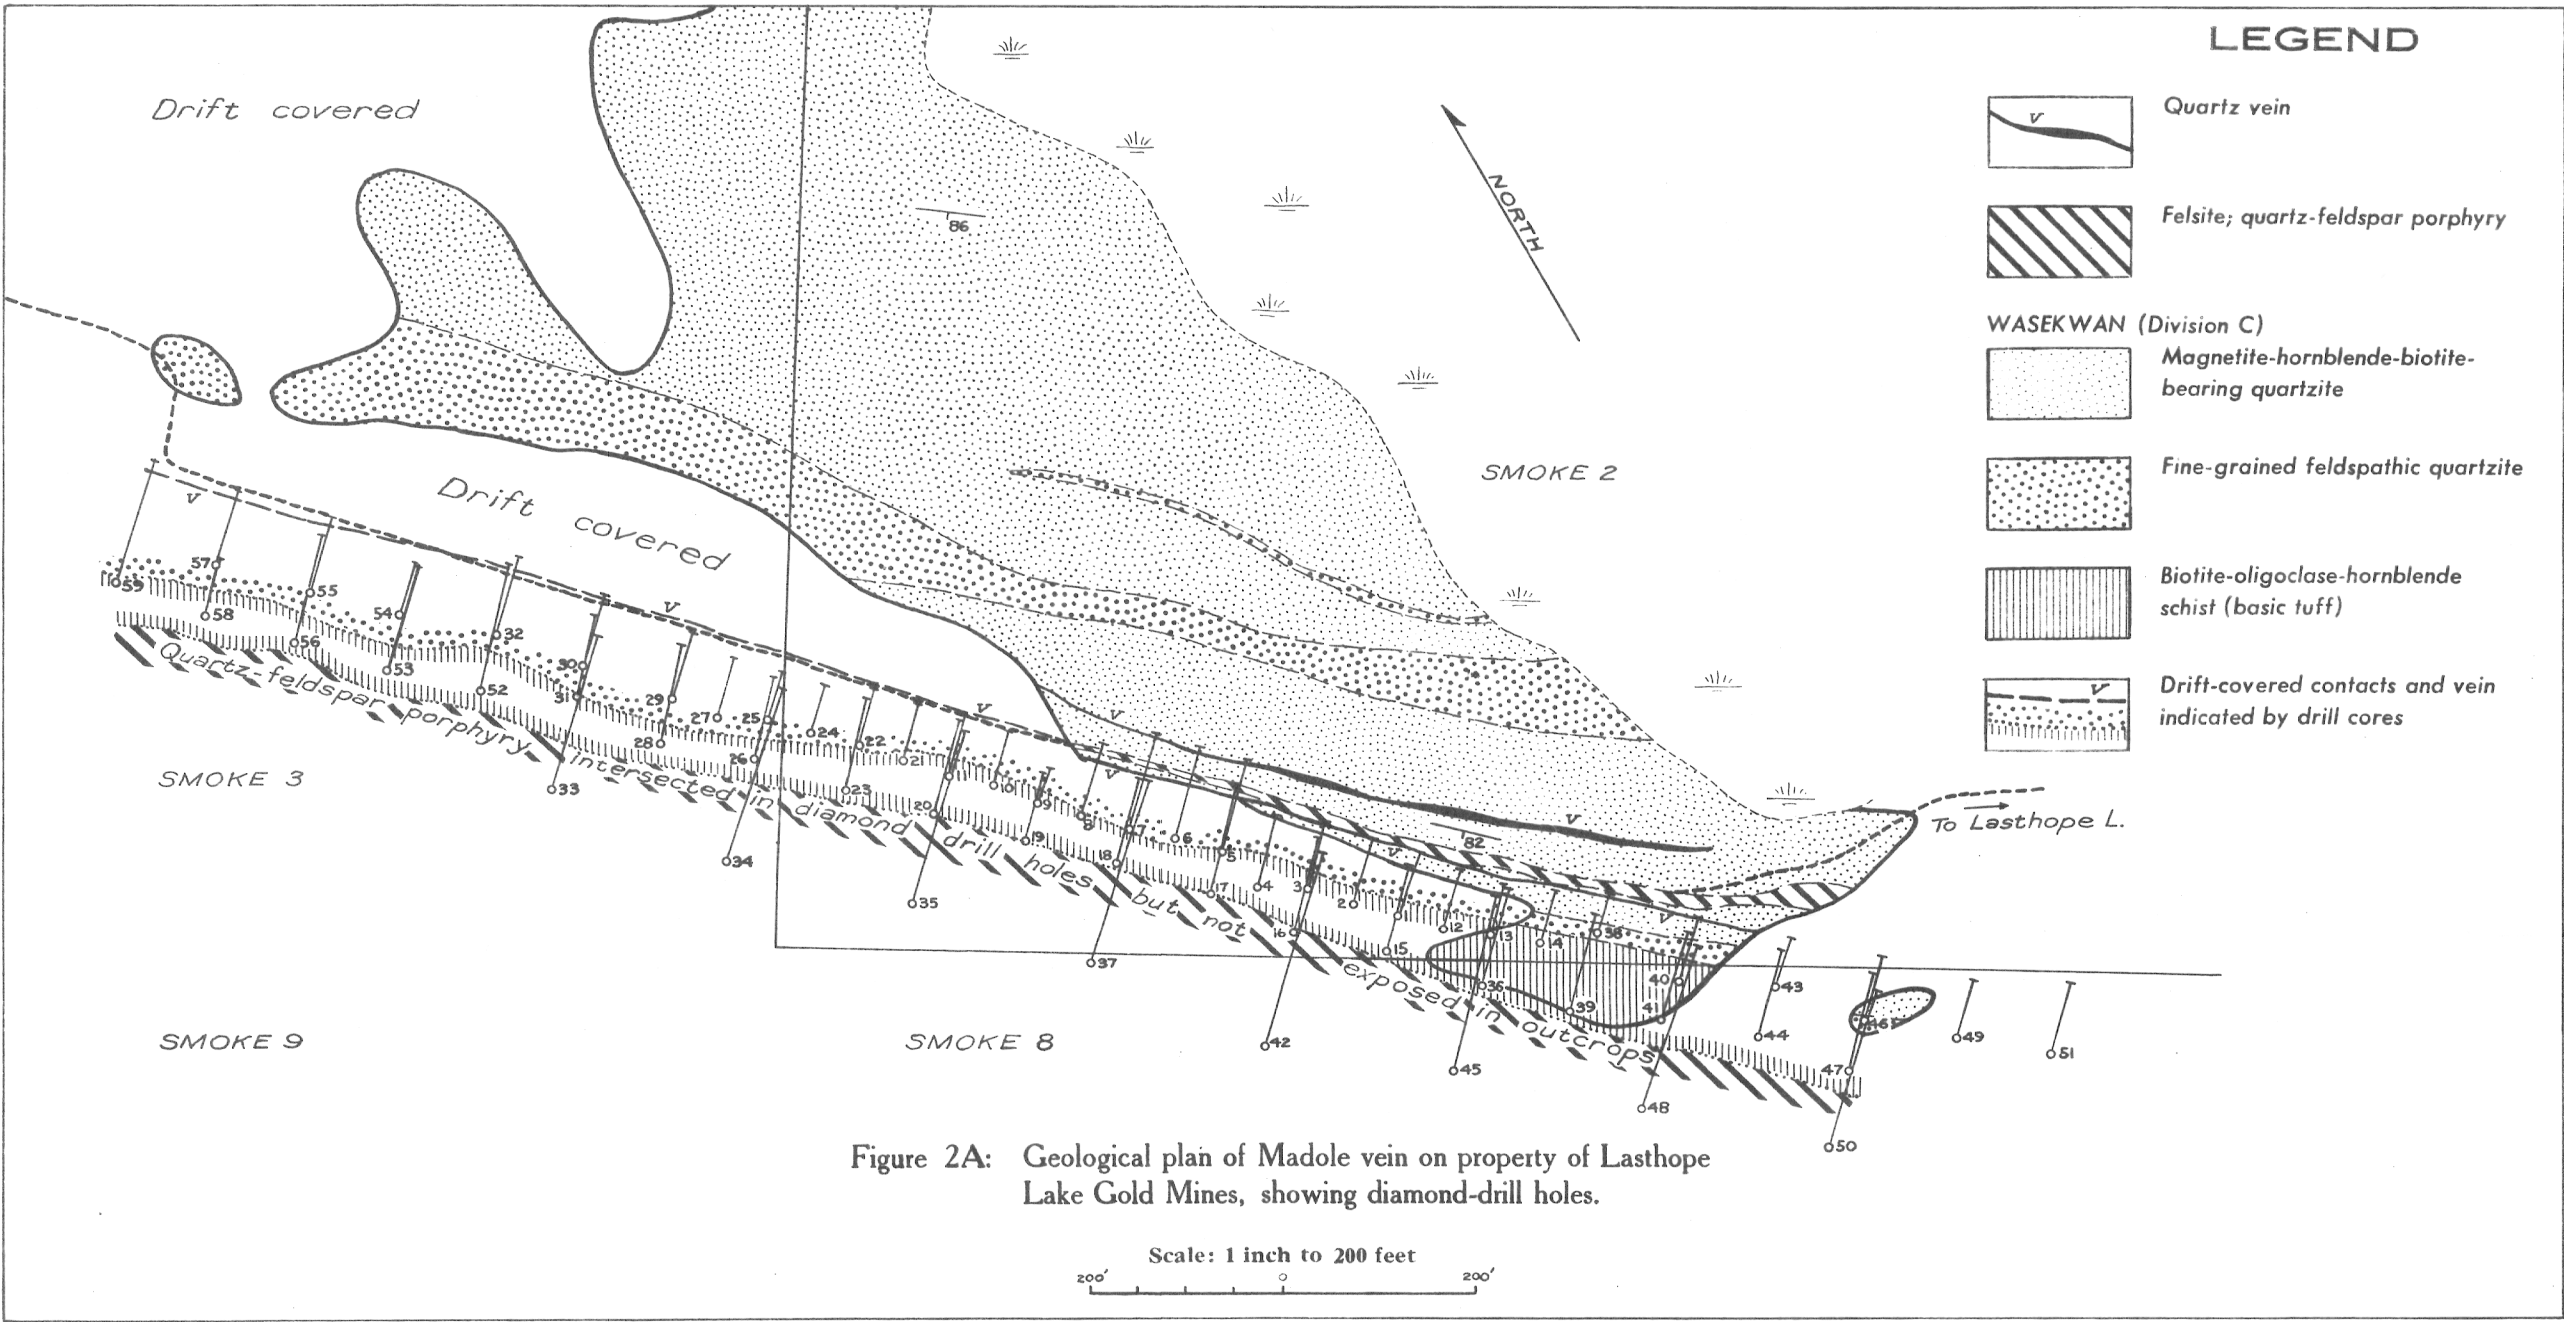 LEGEND
v
Quartz vein
Felsite; quartz-feldspar porphyry
WASEKWAN (Division C)
Magnetite-hornblende-biotite-
bearing quartzite
Fine-grained feldspathic quartzite
Biotite-oligoclase-hornblende
schist (basic tuff)
v
Drift-covered contacts and vein
indicated by drill cores
Drift covered
NORTH
86
SMOKE 2
Drift covered
v
v
v
v
v
v
v
v
82
To Lasthope L.
59
57
58
55
56
54
53
32
52
30
31
33
29
28
27
25
26
34
24
22
23
21
20
35
10
19
9
8
7
18
37
6
5
17
4
3
16
42
2
1
15
12
13
36
45
14
38
39
40
41
48
43
44
46
47
50
49
51
Quartz-feldspar porphyry intersected in diamond drill holes but not exposed in outcrops
SMOKE 3
SMOKE 9
SMOKE 8
Figure 2A: Geological plan of Madole vein on property of Lasthope
Lake Gold Mines, showing diamond-drill holes.
Scale: 1 inch to 200 feet
200' 0 200'